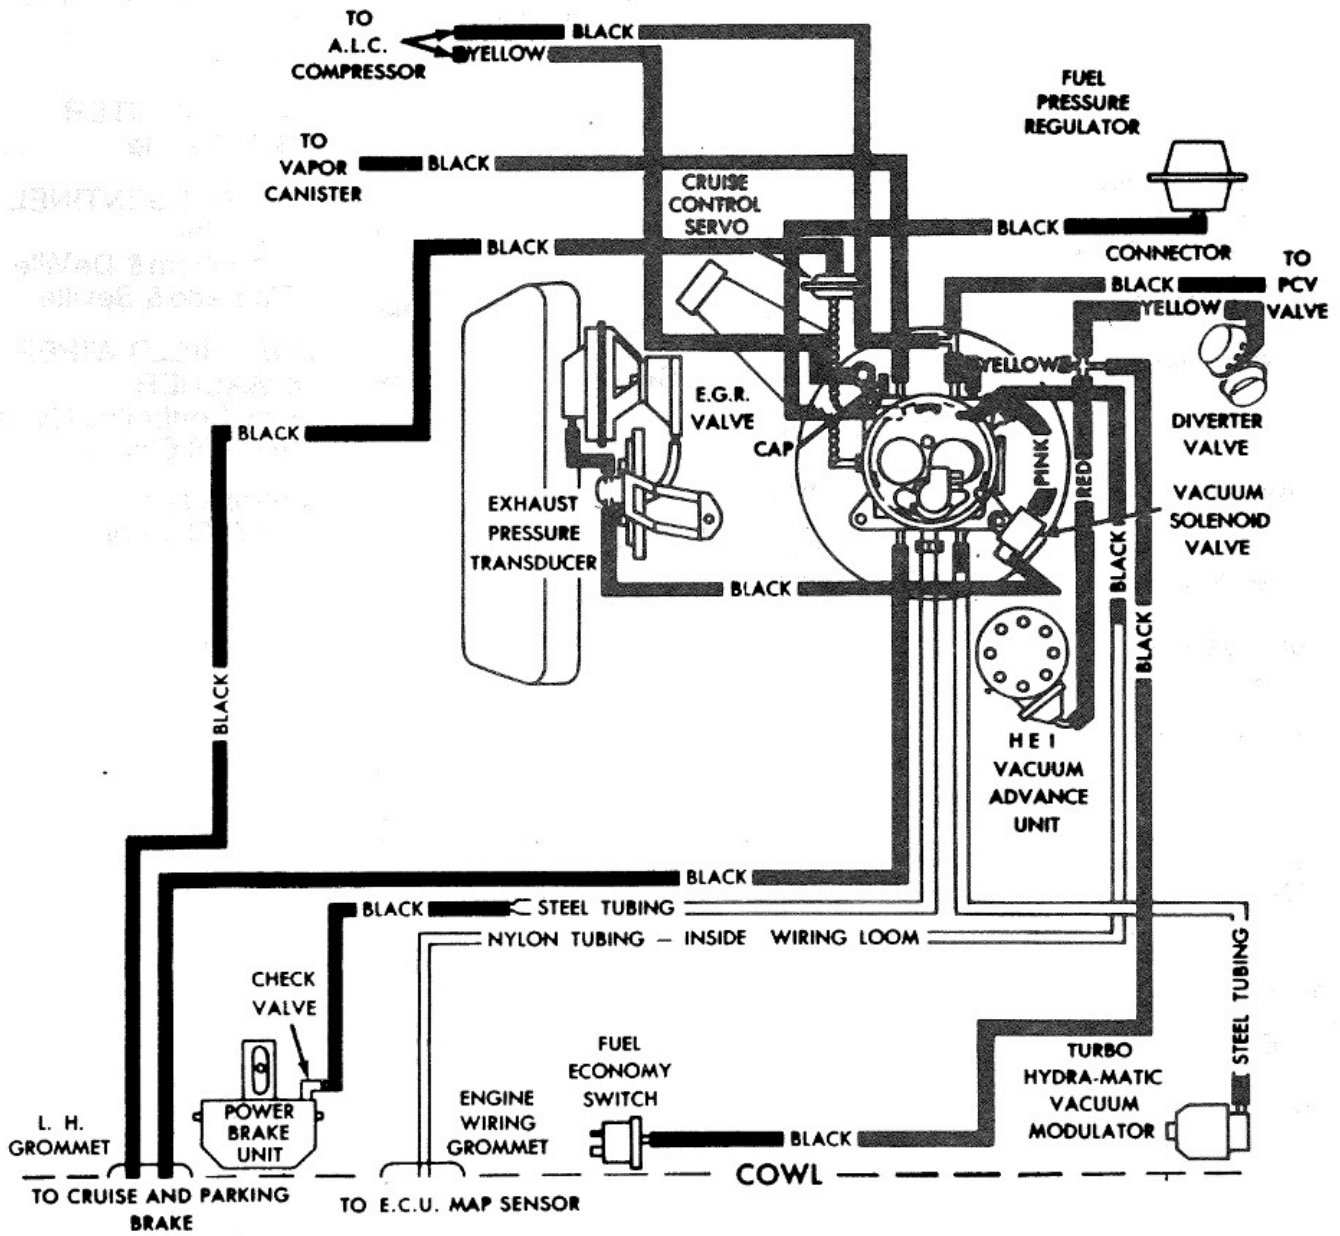 TO
A.L.C.
COMPRESSOR
BLACK
YELLOW
FUEL
PRESSURE
REGULATOR
TO
VAPOR
CANISTER
BLACK
CRUISE
CONTROL
SERVO
BLACK
BLACK
CONNECTOR
TO
PCV
VALVE
BLACK
YELLOW
YELLOW
E.G.R.
VALVE
CAP
DIVERTER
VALVE
BLACK
PINK
RED
VACUUM
SOLENOID
VALVE
EXHAUST
PRESSURE
TRANSDUCER
BLACK
BLACK
BLACK
BLACK
H E I
VACUUM
ADVANCE
UNIT
BLACK
BLACK
STEEL TUBING
NYLON TUBING – INSIDE WIRING LOOM
STEEL TUBING
CHECK
VALVE
FUEL
ECONOMY
SWITCH
TURBO
HYDRA-MATIC
VACUUM
MODULATOR
L. H.
GROMMET
POWER
BRAKE
UNIT
ENGINE
WIRING
GROMMET
BLACK
BLACK
COWL
TO CRUISE AND PARKING
BRAKE
TO E.C.U. MAP SENSOR